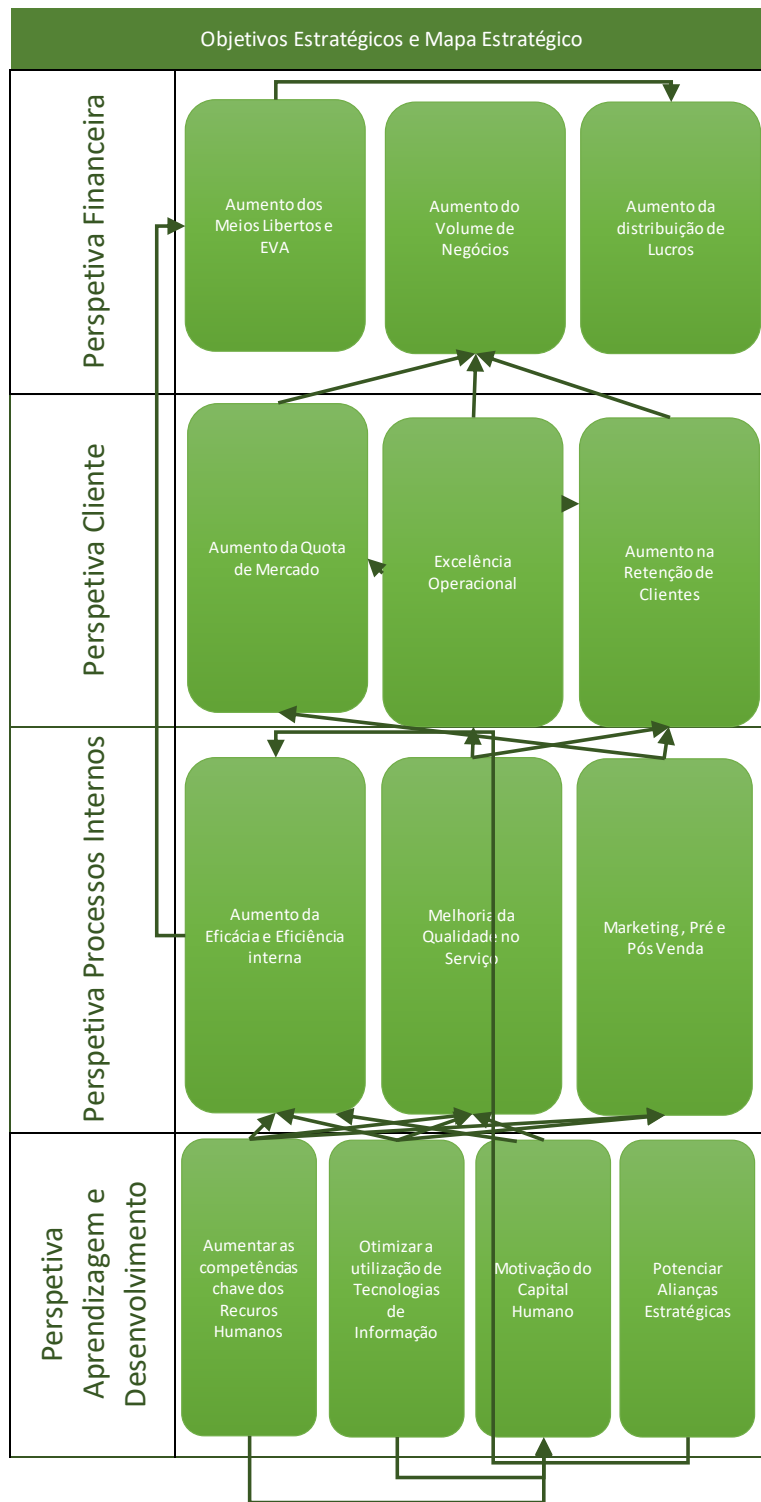 Objetivos Estratégicos e Mapa Estratégico
Perspetiva Financeira
Aumento dos
Meios Libertos e
EVA
Aumento do
Volume de
Negócios
Aumento da
distribuição de
Lucros
Perspetiva Cliente
Aumento da Quota
de Mercado
Excelência
Operacional
Aumento na
Retenção de
Clientes
Perspetiva Processos Internos
Aumento da
Eficácia e Eficiência
interna
Melhoria da
Qualidade no
Serviço
Marketing , Pré e
Pós Venda
Perspetiva
Aprendizagem e
Desenvolvimento
Aumentar as
competências
chave dos
Recuros
Humanos
Otimizar a
utilização de
Tecnologias
de
Informação
Motivação do
Capital
Humano
Potenciar
Alianças
Estratégicas